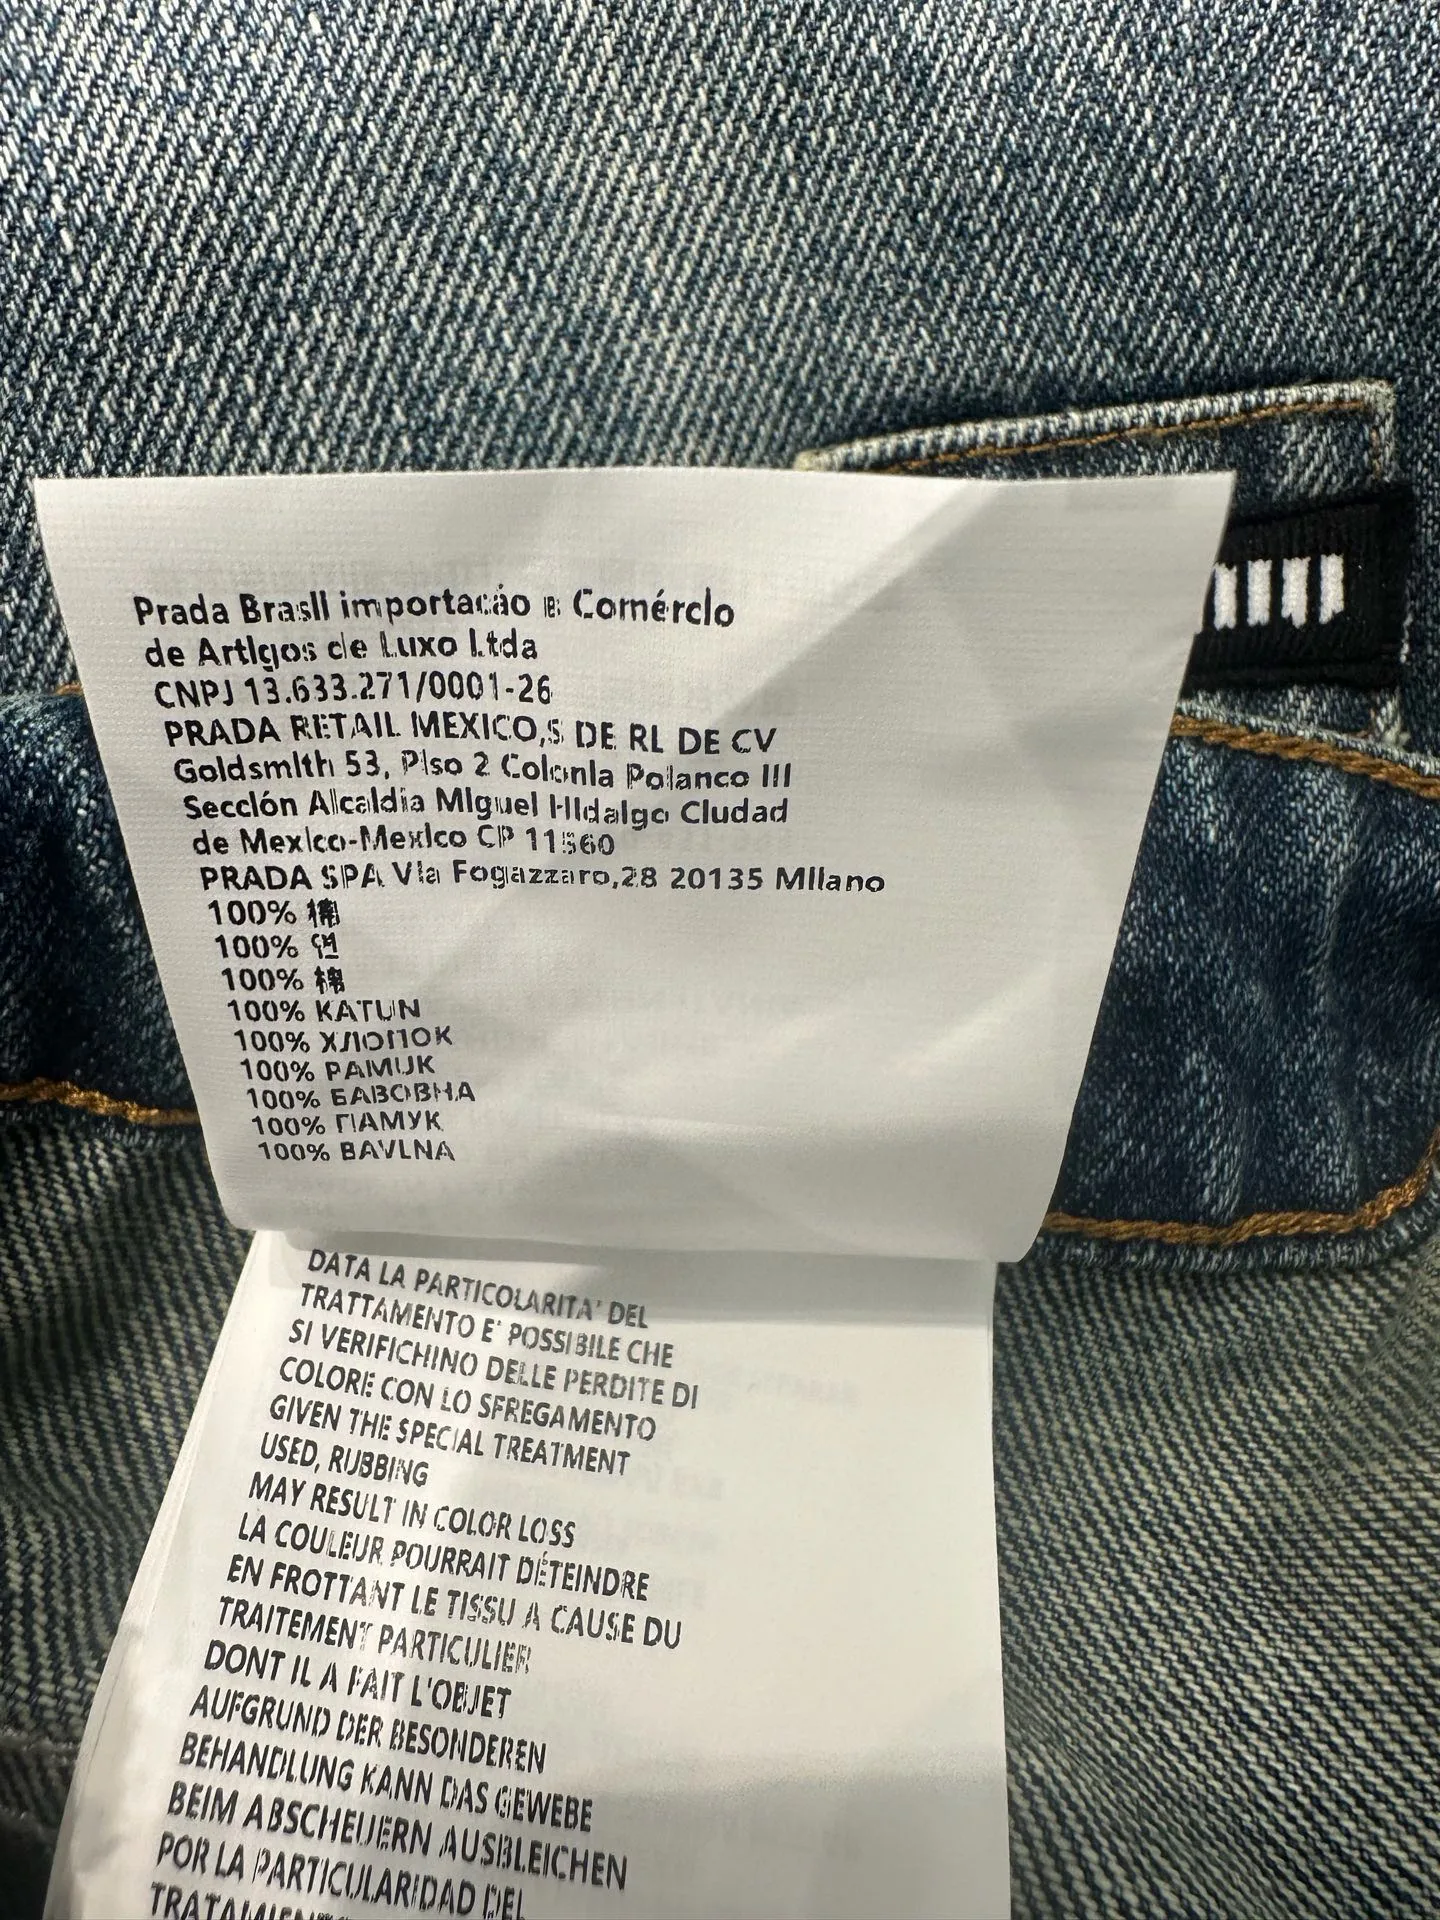 Prada Brasll importacáo e Comérclo
de Artlgos de Luxo Ltda
CNPJ 13.633.271/0001-26
PRADA RETAIL MEXICO,S DE RL DE CV
Goldsmlth 53, Plso 2 Colonla Polanco III
Secclón Alcaldia Mlguel Hldalgo Cludad
de Mexlco-Mexlco CP 11560
PRADA SPA Vla Fogazzaro,28 20135 Mllano
100% 棉
100% 면
100% 棉
100% KATUN
100% ХЛОПОК
100% PAMUK
100% БАВОВНА
100% ПАМУК
100% BAVLNA
DATA LA PARTICOLARITA' DEL
TRATTAMENTO E' POSSIBILE CHE
SI VERIFICHINO DELLE PERDITE DI
COLORE CON LO SFREGAMENTO
GIVEN THE SPECIAL TREATMENT
USED, RUBBING
MAY RESULT IN COLOR LOSS
LA COULEUR POURRAIT DÉTEINDRE
EN FROTTANT LE TISSU A CAUSE DU
TRAITEMENT PARTICULIER
DONT IL A FAIT L'OBJET
AUFGRUND DER BESONDEREN
BEHANDLUNG KANN DAS GEWEBE
BEIM ABSCHEUERN AUSBLEICHEN
POR LA PARTICULARIDAD DEL